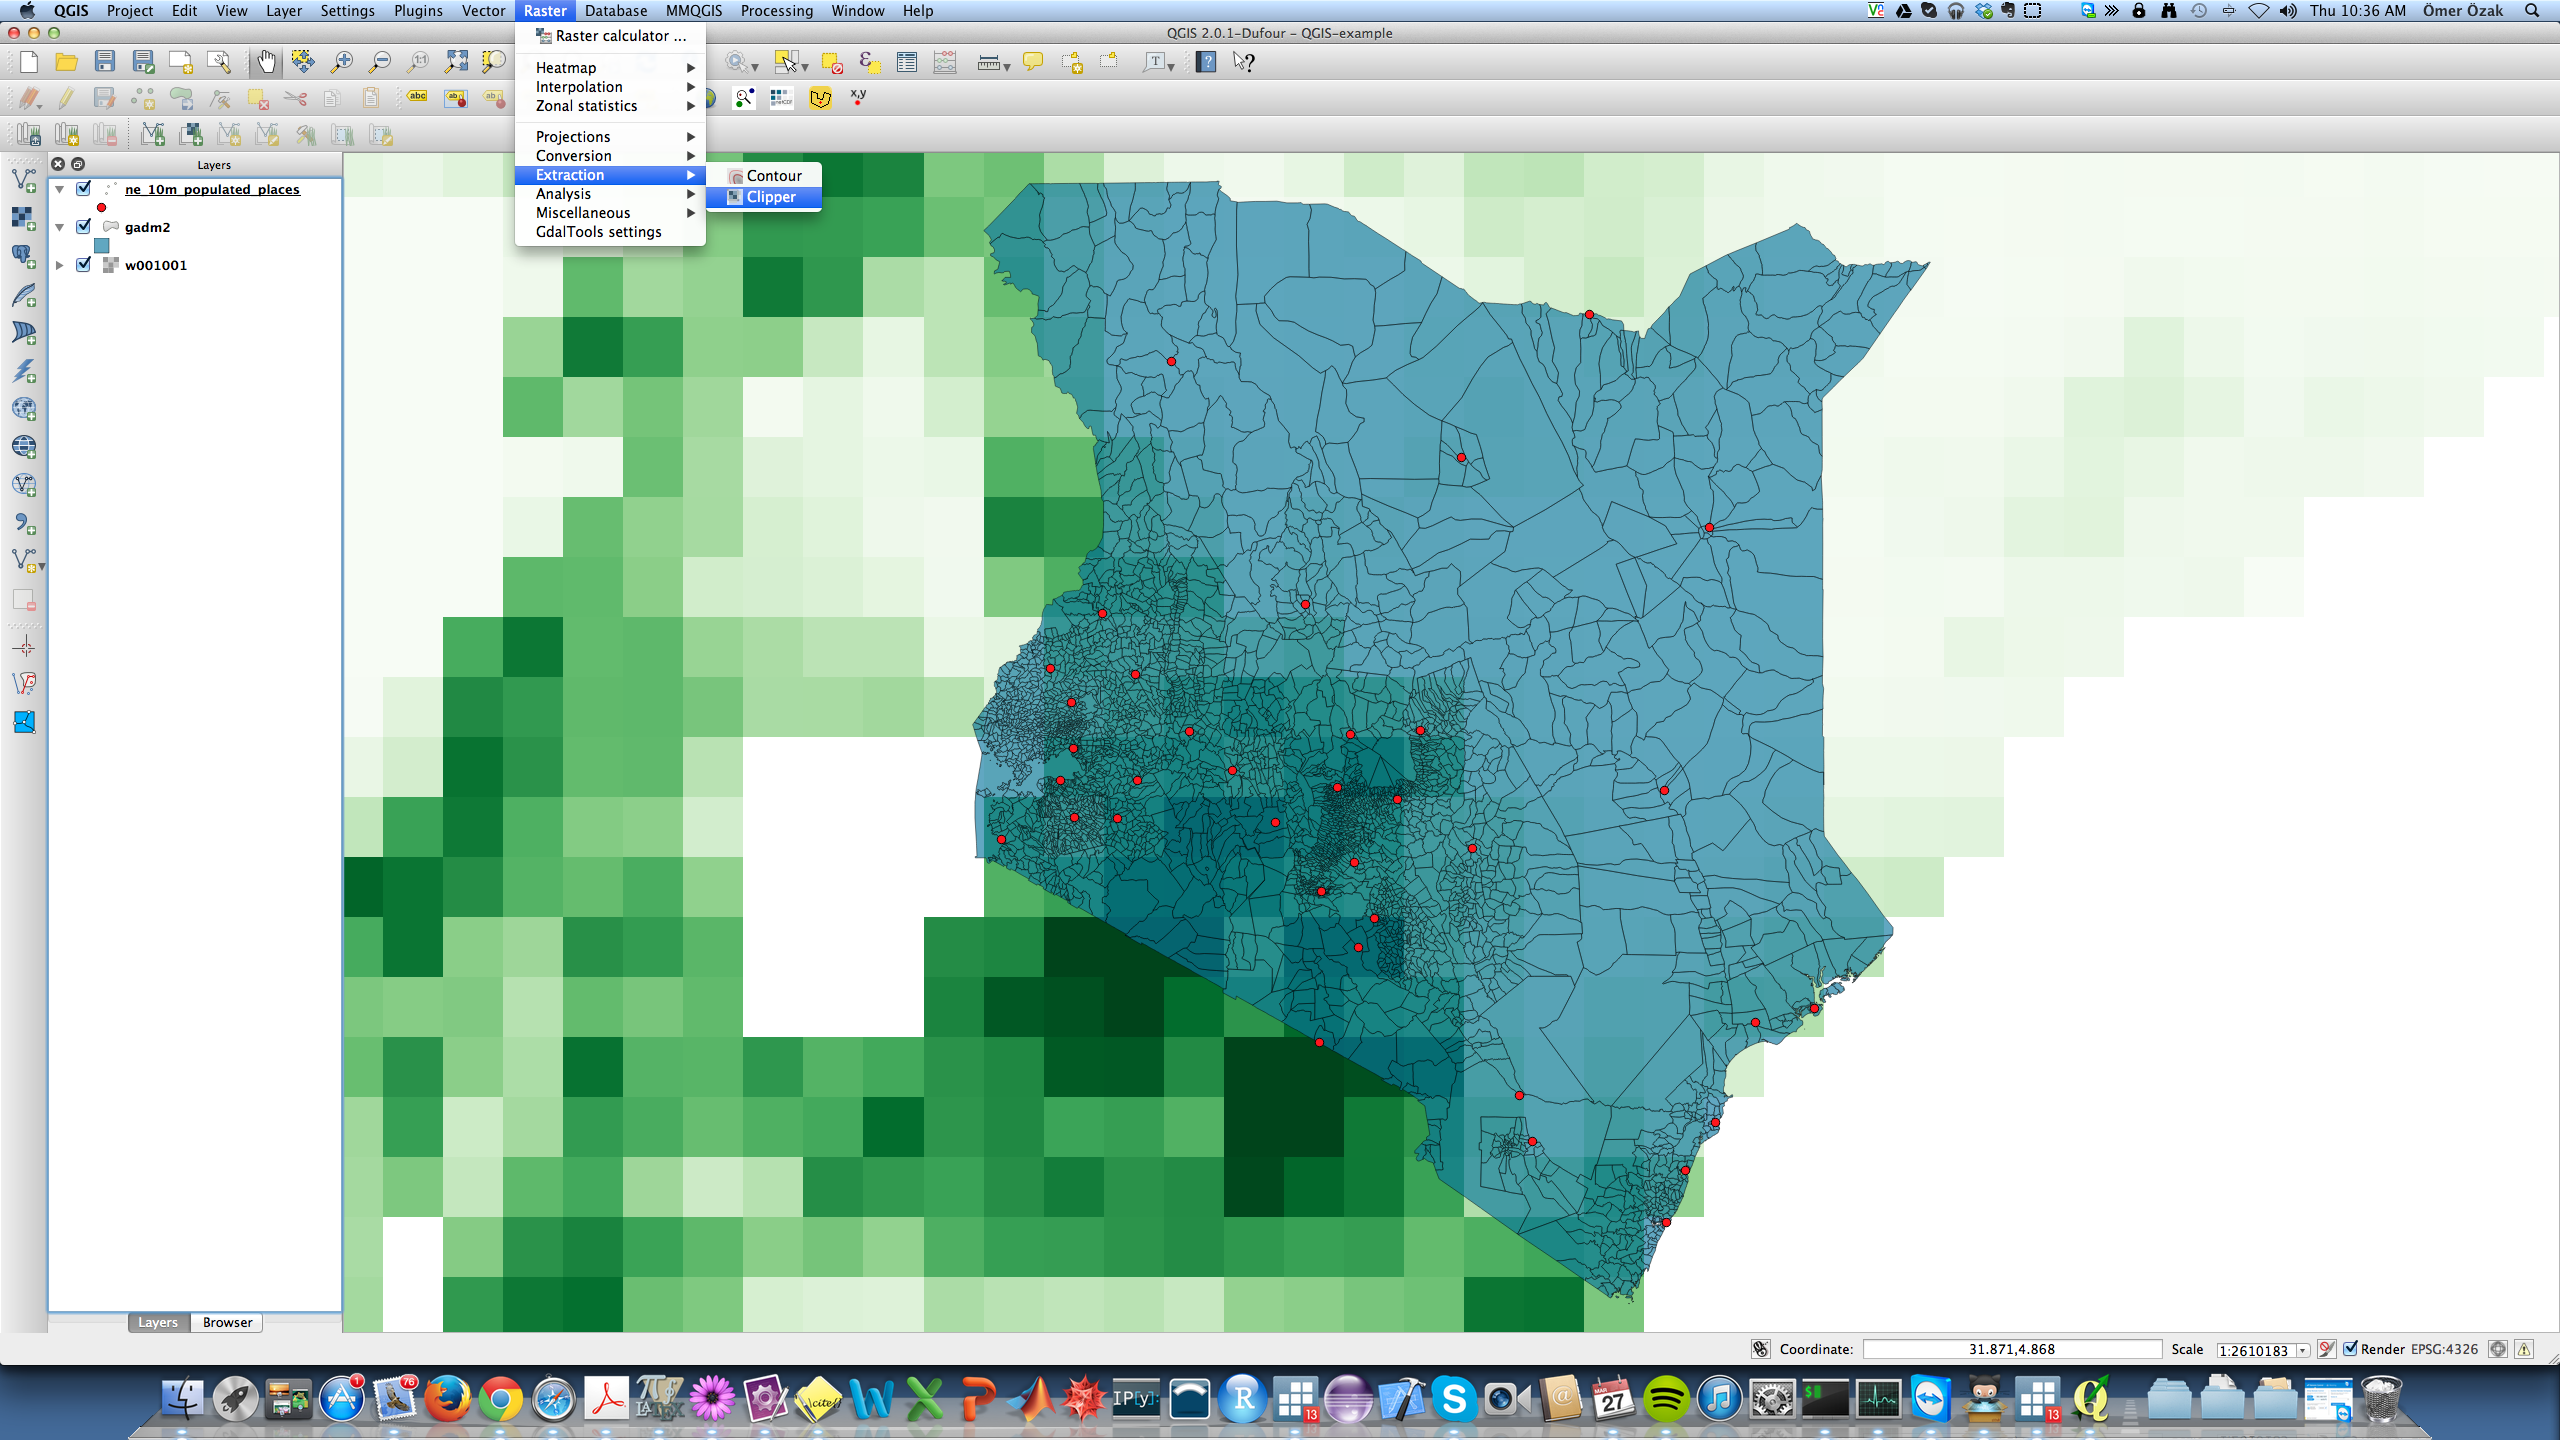 QGIS Project Edit View Layer Settings Plugins Vector Raster Database MMQGIS Processing Window Help Thu 10:36 AM Ömer Özak
QGIS 2.0.1-Dufour - QGIS-example
Raster calculator ...
Heatmap
Interpolation
Zonal statistics
Projections
Conversion
Extraction
Analysis
Miscellaneous
GdalTools settings
Contour
Clipper
abc
x,y
Layers
ne_10m_populated_places
gadm2
w001001
Layers Browser
Coordinate: 31.871,4.868 Scale 1:2610183 Render EPSG:4326
1 76 IP[y]: R 13 MAR 27 13